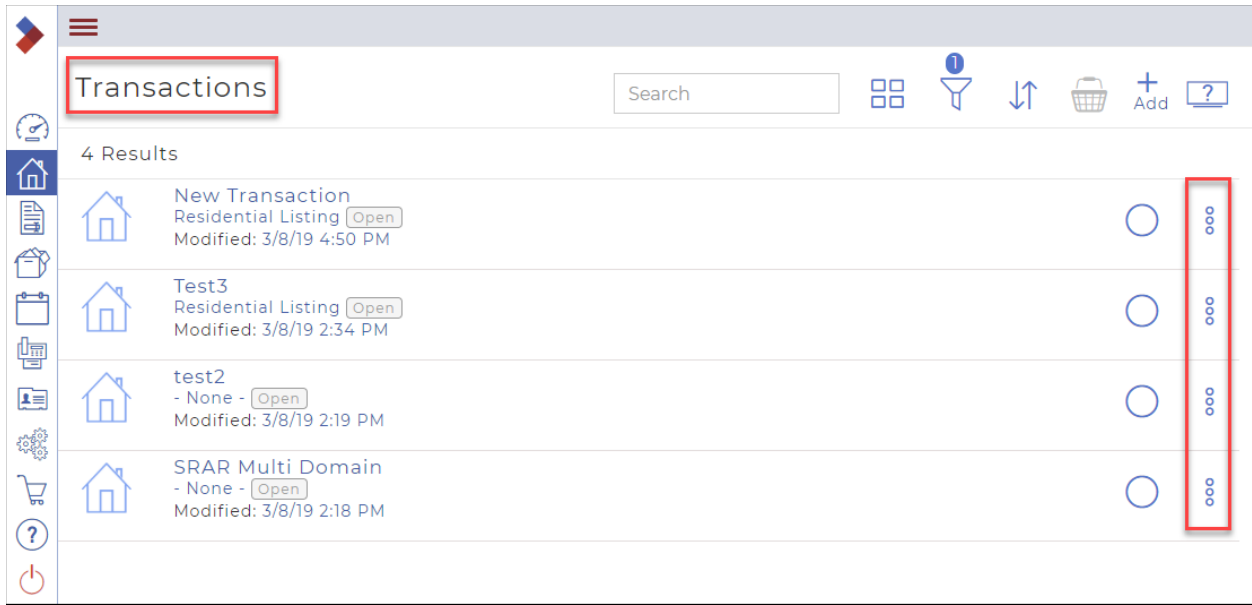 1
Transactions
Search
Add
?
4 Results
New Transaction
Residential Listing Open
Modified: 3/8/19 4:50 PM
Test3
Residential Listing Open
Modified: 3/8/19 2:34 PM
test2
- None - Open
Modified: 3/8/19 2:19 PM
SRAR Multi Domain
- None - Open
Modified: 3/8/19 2:18 PM
?